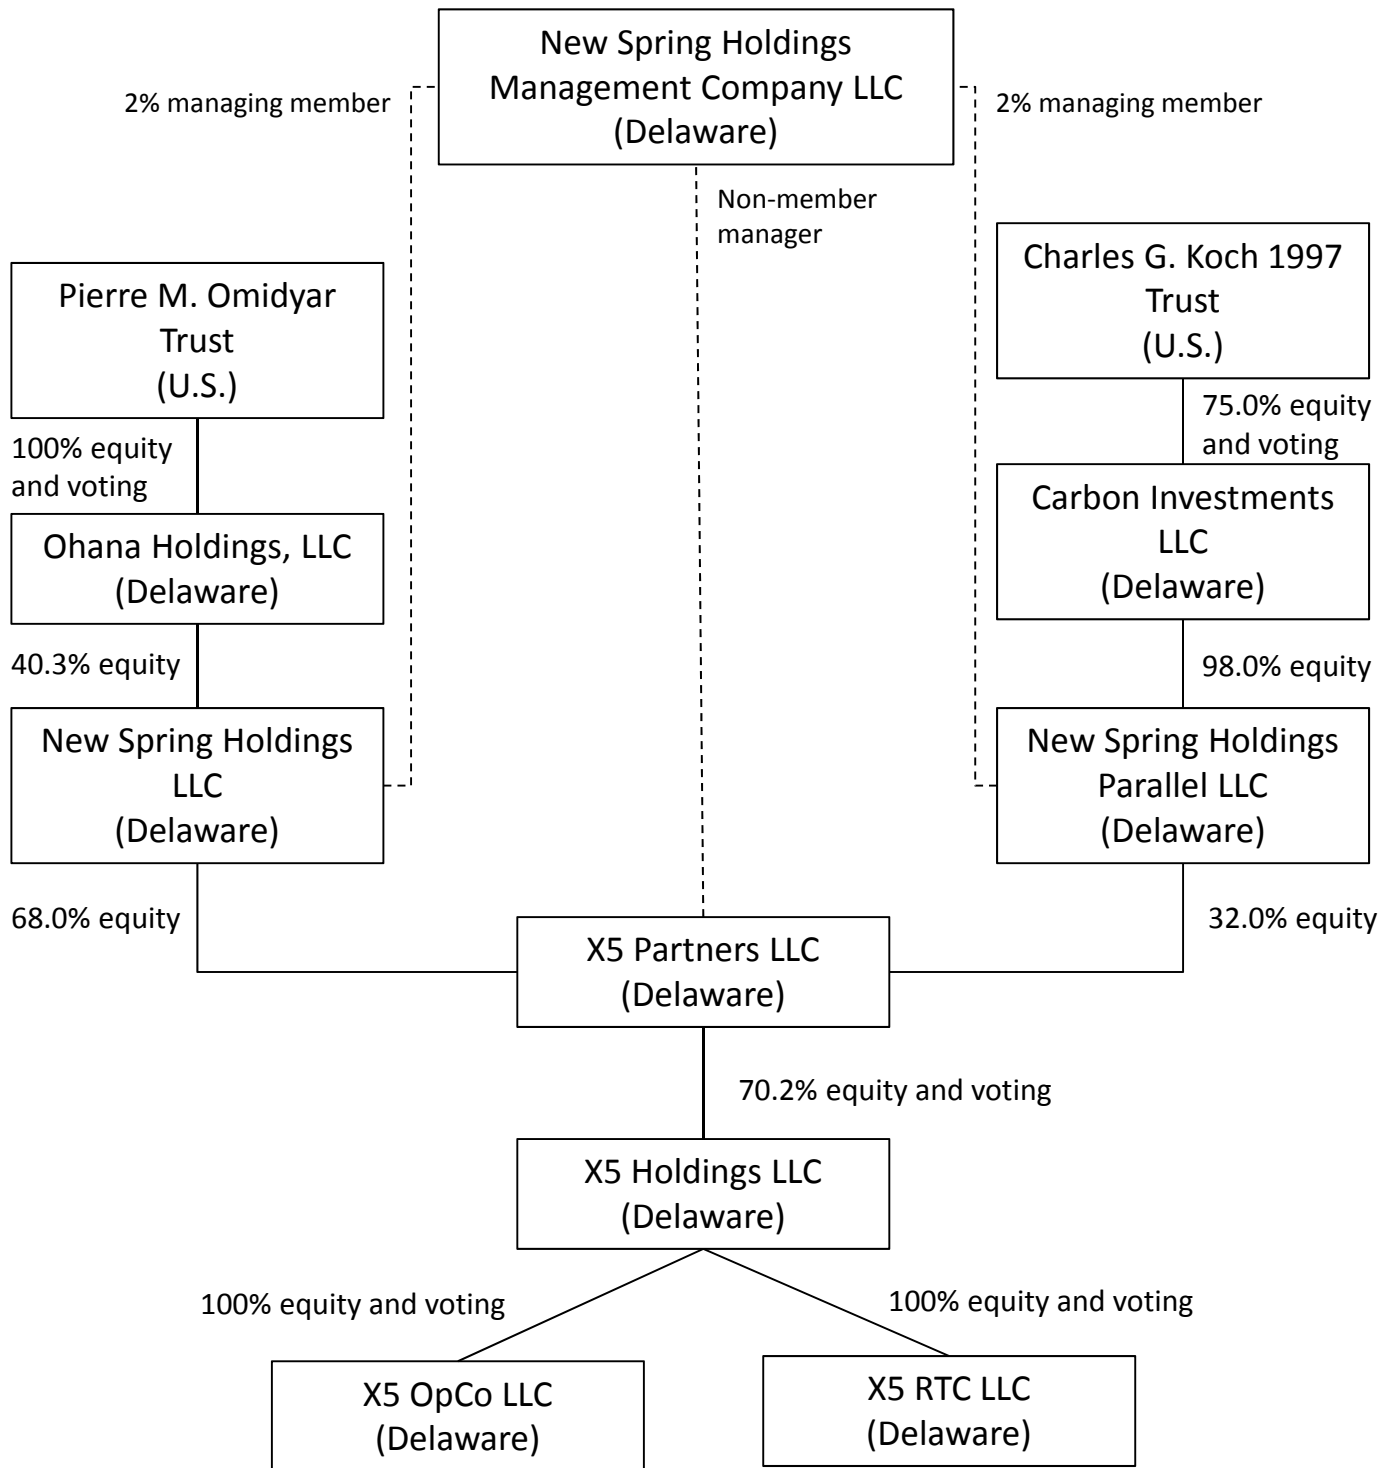 New Spring Holdings
Management Company LLC
(Delaware)
2% managing member
2% managing member
Non-member
manager
Pierre M. Omidyar
Trust
(U.S.)
Charles G. Koch 1997
Trust
(U.S.)
100% equity
and voting
75.0% equity
and voting
Ohana Holdings, LLC
(Delaware)
Carbon Investments
LLC
(Delaware)
40.3% equity
98.0% equity
New Spring Holdings
LLC
(Delaware)
New Spring Holdings
Parallel LLC
(Delaware)
68.0% equity
32.0% equity
X5 Partners LLC
(Delaware)
70.2% equity and voting
X5 Holdings LLC
(Delaware)
100% equity and voting
100% equity and voting
X5 OpCo LLC
(Delaware)
X5 RTC LLC
(Delaware)